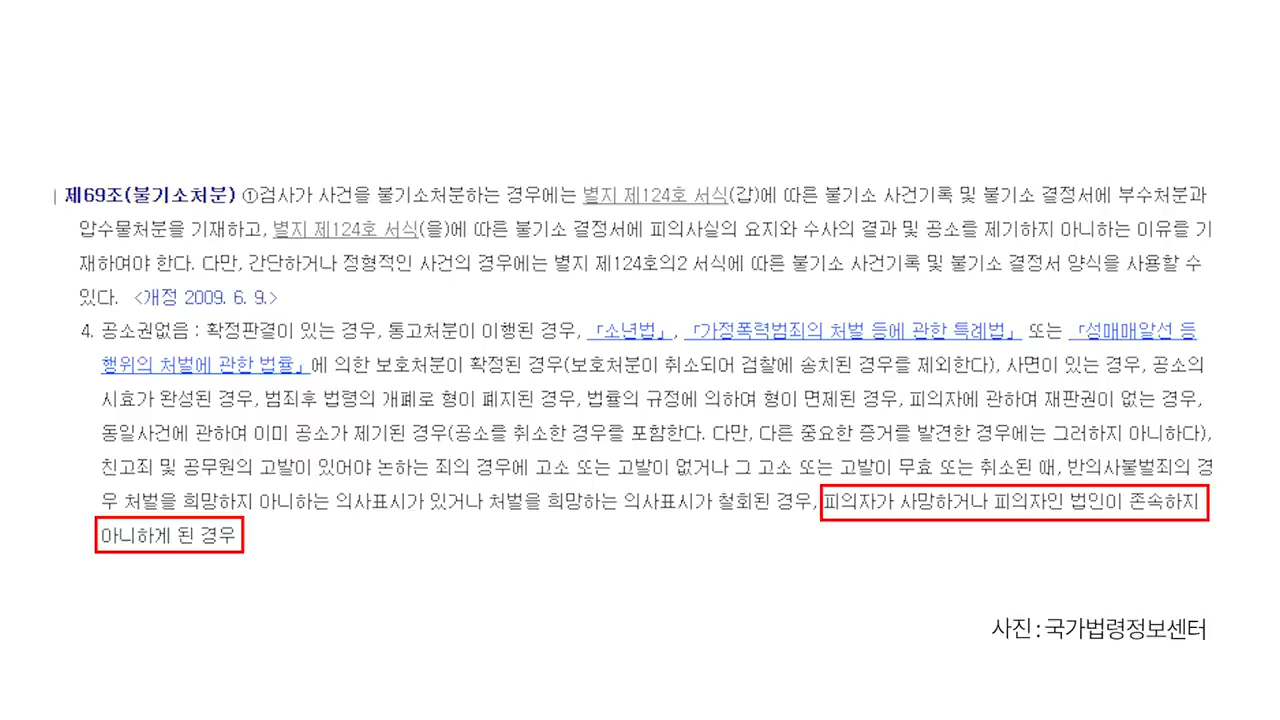 제69조(불기소처분) ①검사가 사건을 불기소처분하는 경우에는 별지 제124호 서식(갑)에 따른 불기소 사건기록 및 불기소 결정서에 부수처분과
압수물처분을 기재하고, 별지 제124호 서식(을)에 따른 불기소 결정서에 피의사실의 요지와 수사의 결과 및 공소를 제기하지 아니하는 이유를 기
재하여야 한다. 다만, 간단하거나 정형적인 사건의 경우에는 별지 제124호의2 서식에 따른 불기소 사건기록 및 불기소 결정서 양식을 사용할 수
있다. <개정 2009. 6. 9.>
4. 공소권없음 : 확정판결이 있는 경우, 통고처분이 이행된 경우, 「소년법」, 「가정폭력범죄의 처벌 등에 관한 특례법」 또는 「성매매알선 등
행위의 처벌에 관한 법률」에 의한 보호처분이 확정된 경우(보호처분이 취소되어 검찰에 송치된 경우를 제외한다), 사면이 있는 경우, 공소의
시효가 완성된 경우, 범죄후 법령의 개폐로 형이 폐지된 경우, 법률의 규정에 의하여 형이 면제된 경우, 피의자에 관하여 재판권이 없는 경우,
동일사건에 관하여 이미 공소가 제기된 경우(공소를 취소한 경우를 포함한다. 다만, 다른 중요한 증거를 발견한 경우에는 그러하지 아니하다),
친고죄 및 공무원의 고발이 있어야 논하는 죄의 경우에 고소 또는 고발이 없거나 그 고소 또는 고발이 무효 또는 취소된 때, 반의사불벌죄의 경
우 처벌을 희망하지 아니하는 의사표시가 있거나 처벌을 희망하는 의사표시가 철회된 경우, 피의자가 사망하거나 피의자인 법인이 존속하지
아니하게 된 경우
사진 : 국가법령정보센터